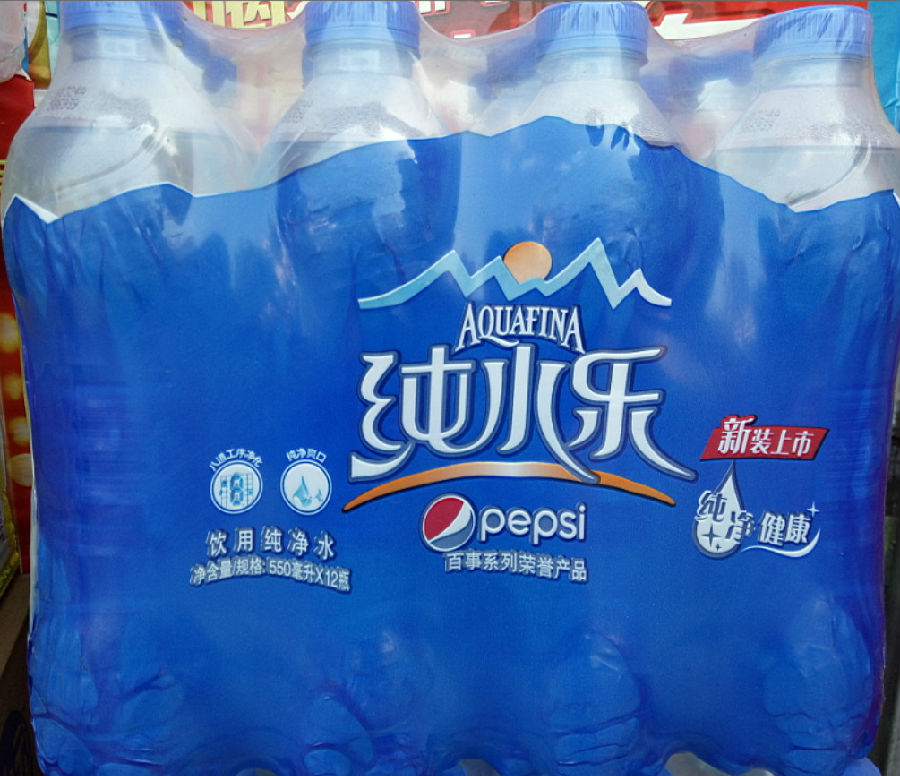 AQUAFINA
纯水乐
新装上市
八道工序净化
纯净爽口
纯净
健康
pepsi
饮用纯净水
百事系列荣誉产品
净含量/规格: 550毫升X12瓶